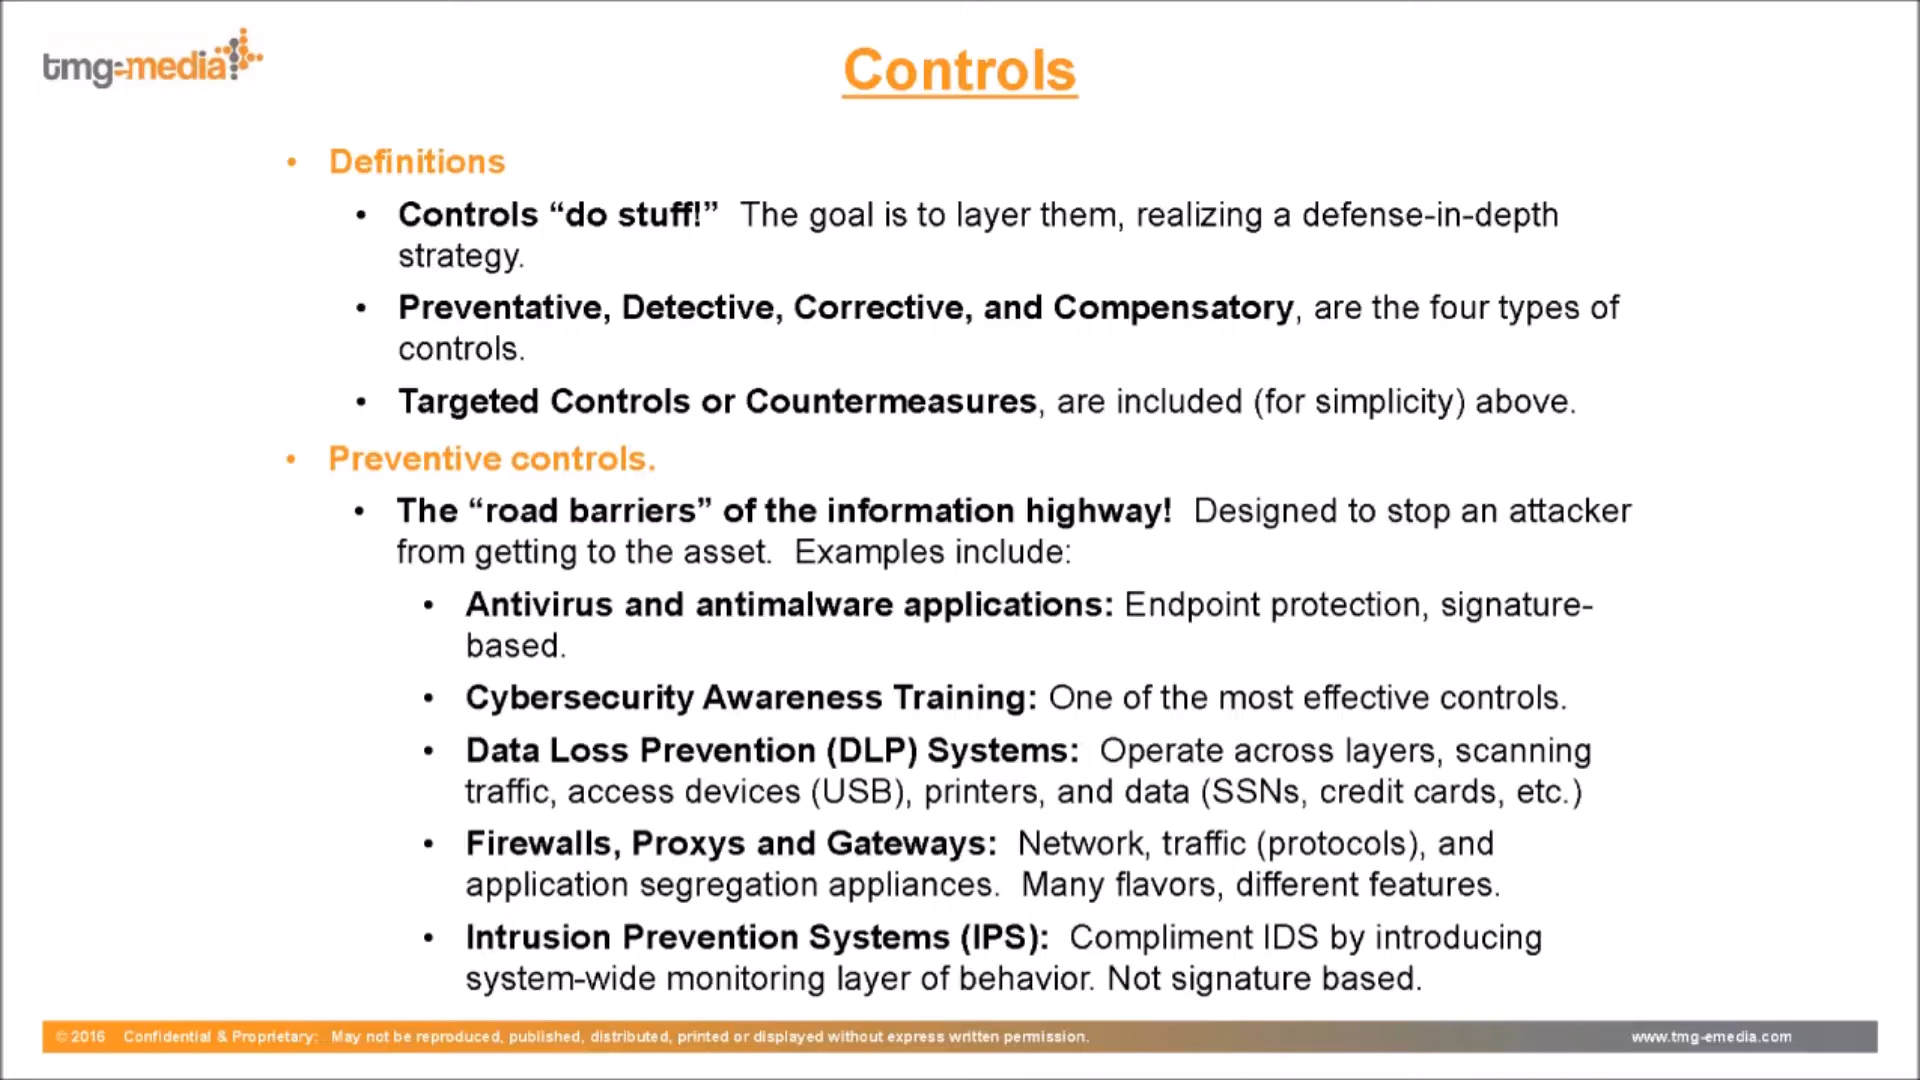 tmg-emedia
Controls
• Definitions
• Controls “do stuff!” The goal is to layer them, realizing a defense-in-depth
strategy.
• Preventative, Detective, Corrective, and Compensatory, are the four types of
controls.
• Targeted Controls or Countermeasures, are included (for simplicity) above.
• Preventive controls.
• The “road barriers” of the information highway! Designed to stop an attacker
from getting to the asset. Examples include:
• Antivirus and antimalware applications: Endpoint protection, signature-
based.
• Cybersecurity Awareness Training: One of the most effective controls.
• Data Loss Prevention (DLP) Systems: Operate across layers, scanning
traffic, access devices (USB), printers, and data (SSNs, credit cards, etc.)
• Firewalls, Proxys and Gateways: Network, traffic (protocols), and
application segregation appliances. Many flavors, different features.
• Intrusion Prevention Systems (IPS): Compliment IDS by introducing
system-wide monitoring layer of behavior. Not signature based.
© 2016 Confidential & Proprietary: May not be reproduced, published, distributed, printed or displayed without express written permission. www.tmg-emedia.com